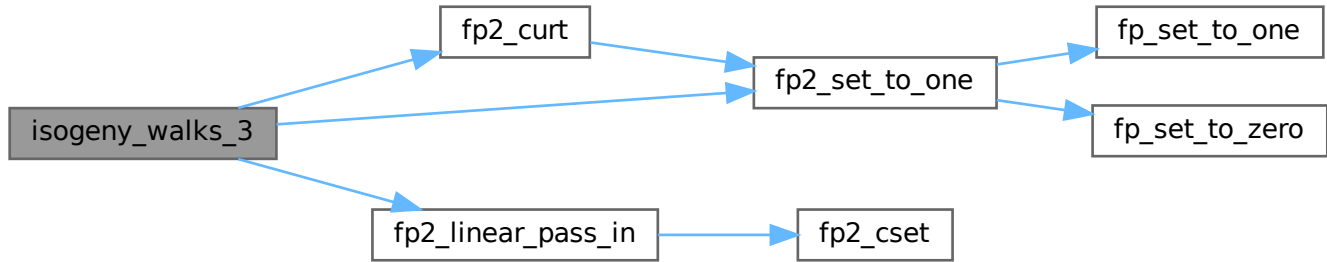 fp2_curt
fp_set_to_one
fp2_set_to_one
isogeny_walks_3
fp_set_to_zero
fp2_linear_pass_in
fp2_cset